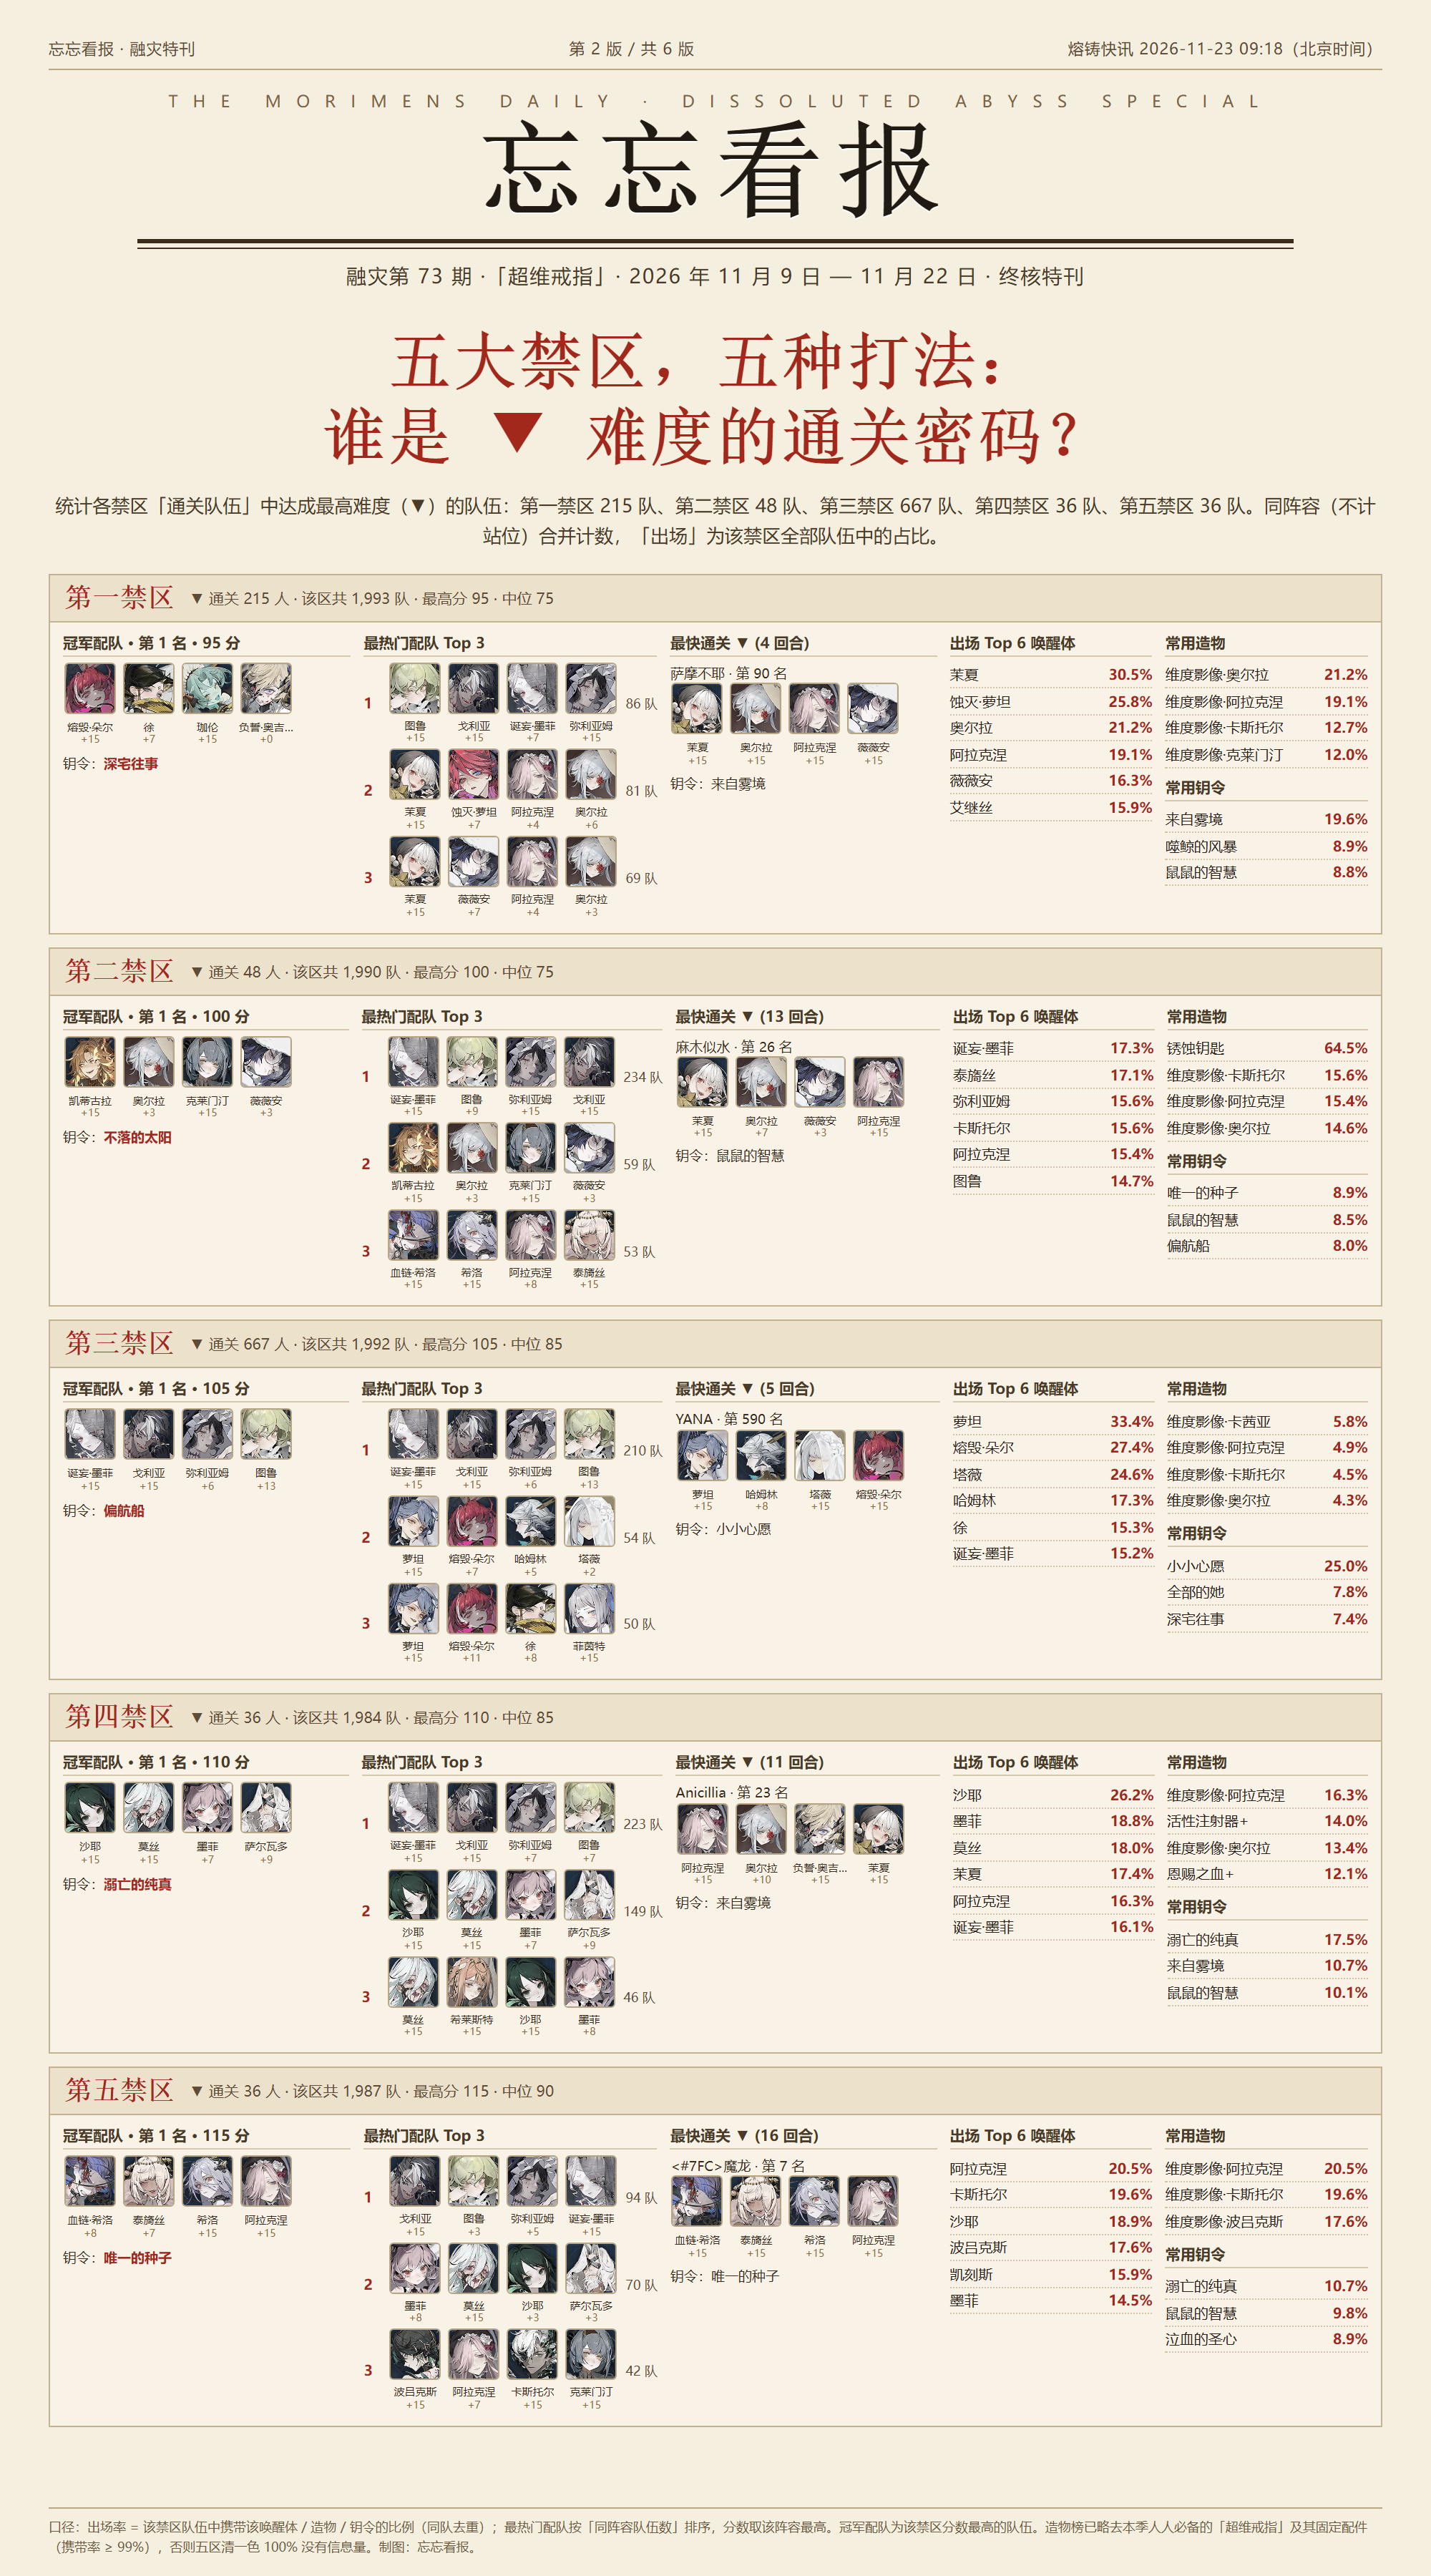 忘忘看报 · 融灾特刊
第 2 版 / 共 6 版
熔铸快讯 2026-11-23 09:18（北京时间）
THE MORIMENS DAILY · DISSOLUTED ABYSS SPECIAL
忘忘看报
融灾第 73 期 ·「超维戒指」· 2026 年 11 月 9 日 — 11 月 22 日 · 终核特刊
五大禁区，五种打法：
谁是 ▼ 难度的通关密码？
统计各禁区「通关队伍」中达成最高难度（▼）的队伍：第一禁区 215 队、第二禁区 48 队、第三禁区 667 队、第四禁区 36 队、第五禁区 36 队。同阵容（不计
站位）合并计数，「出场」为该禁区全部队伍中的占比。
第一禁区 ▼ 通关 215 人 · 该区共 1,993 队 · 最高分 95 · 中位 75
冠军配队 • 第 1 名 • 95 分
熔毁·朵尔 徐 珈伦 负誓·奥吉...
+15 +7 +15 +0
钥令：深宅往事
最热门配队 Top 3
1 86 队
图鲁 戈利亚 诞妄·墨菲 弥利亚姆
+15 +15 +7 +15
2 81 队
茉夏 蚀灭·萝坦 阿拉克涅 奥尔拉
+15 +7 +4 +6
3 69 队
茉夏 薇薇安 阿拉克涅 奥尔拉
+15 +7 +4 +3
最快通关 ▼ (4 回合)
萨摩不耶 · 第 90 名
茉夏 奥尔拉 阿拉克涅 薇薇安
+15 +15 +15 +15
钥令：来自雾境
出场 Top 6 唤醒体
茉夏 30.5%
蚀灭·萝坦 25.8%
奥尔拉 21.2%
阿拉克涅 19.1%
薇薇安 16.3%
艾继丝 15.9%
常用造物
维度影像·奥尔拉 21.2%
维度影像·阿拉克涅 19.1%
维度影像·卡斯托尔 12.7%
维度影像·克莱门汀 12.0%
常用钥令
来自雾境 19.6%
噬鲸的风暴 8.9%
鼠鼠的智慧 8.8%
第二禁区 ▼ 通关 48 人 · 该区共 1,990 队 · 最高分 100 · 中位 75
冠军配队 • 第 1 名 • 100 分
凯蒂古拉 奥尔拉 克莱门汀 薇薇安
+15 +3 +15 +3
钥令：不落的太阳
最热门配队 Top 3
1 234 队
诞妄·墨菲 图鲁 弥利亚姆 戈利亚
+15 +9 +15 +15
2 59 队
凯蒂古拉 奥尔拉 克莱门汀 薇薇安
+15 +3 +15 +3
3 53 队
血链·希洛 希洛 阿拉克涅 泰旖丝
+15 +15 +8 +15
最快通关 ▼ (13 回合)
麻木似水 · 第 26 名
茉夏 奥尔拉 薇薇安 阿拉克涅
+15 +7 +3 +15
钥令：鼠鼠的智慧
出场 Top 6 唤醒体
诞妄·墨菲 17.3%
泰旖丝 17.1%
弥利亚姆 15.6%
卡斯托尔 15.6%
阿拉克涅 15.4%
图鲁 14.7%
常用造物
锈蚀钥匙 64.5%
维度影像·卡斯托尔 15.6%
维度影像·阿拉克涅 15.4%
维度影像·奥尔拉 14.6%
常用钥令
唯一的种子 8.9%
鼠鼠的智慧 8.5%
偏航船 8.0%
第三禁区 ▼ 通关 667 人 · 该区共 1,992 队 · 最高分 105 · 中位 85
冠军配队 • 第 1 名 • 105 分
诞妄·墨菲 戈利亚 弥利亚姆 图鲁
+15 +15 +6 +13
钥令：偏航船
最热门配队 Top 3
1 210 队
诞妄·墨菲 戈利亚 弥利亚姆 图鲁
+15 +15 +6 +13
2 54 队
萝坦 熔毁·朵尔 哈姆林 塔薇
+15 +7 +5 +2
3 50 队
萝坦 熔毁·朵尔 徐 菲茵特
+15 +11 +8 +15
最快通关 ▼ (5 回合)
YANA · 第 590 名
萝坦 哈姆林 塔薇 熔毁·朵尔
+15 +8 +15 +15
钥令：小小心愿
出场 Top 6 唤醒体
萝坦 33.4%
熔毁·朵尔 27.4%
塔薇 24.6%
哈姆林 17.3%
徐 15.3%
诞妄·墨菲 15.2%
常用造物
维度影像·卡茜亚 5.8%
维度影像·阿拉克涅 4.9%
维度影像·卡斯托尔 4.5%
维度影像·奥尔拉 4.3%
常用钥令
小小心愿 25.0%
全部的她 7.8%
深宅往事 7.4%
第四禁区 ▼ 通关 36 人 · 该区共 1,984 队 · 最高分 110 · 中位 85
冠军配队 • 第 1 名 • 110 分
沙耶 莫丝 墨菲 萨尔瓦多
+15 +15 +7 +9
钥令：溺亡的纯真
最热门配队 Top 3
1 223 队
诞妄·墨菲 戈利亚 弥利亚姆 图鲁
+15 +15 +7 +7
2 149 队
沙耶 莫丝 墨菲 萨尔瓦多
+15 +15 +7 +9
3 46 队
莫丝 希莱斯特 沙耶 墨菲
+15 +15 +15 +8
最快通关 ▼ (11 回合)
Anicillia · 第 23 名
阿拉克涅 奥尔拉 负誓·奥吉... 茉夏
+15 +10 +15 +15
钥令：来自雾境
出场 Top 6 唤醒体
沙耶 26.2%
墨菲 18.8%
莫丝 18.0%
茉夏 17.4%
阿拉克涅 16.3%
诞妄·墨菲 16.1%
常用造物
维度影像·阿拉克涅 16.3%
活性注射器+ 14.0%
维度影像·奥尔拉 13.4%
恩赐之血+ 12.1%
常用钥令
溺亡的纯真 17.5%
来自雾境 10.7%
鼠鼠的智慧 10.1%
第五禁区 ▼ 通关 36 人 · 该区共 1,987 队 · 最高分 115 · 中位 90
冠军配队 • 第 1 名 • 115 分
血链·希洛 泰旖丝 希洛 阿拉克涅
+8 +7 +15 +15
钥令：唯一的种子
最热门配队 Top 3
1 94 队
戈利亚 图鲁 弥利亚姆 诞妄·墨菲
+15 +3 +5 +15
2 70 队
墨菲 莫丝 沙耶 萨尔瓦多
+8 +15 +3 +3
3 42 队
波吕克斯 阿拉克涅 卡斯托尔 克莱门汀
+15 +7 +15 +15
最快通关 ▼ (16 回合)
<#7FC>魔龙 · 第 7 名
血链·希洛 泰旖丝 希洛 阿拉克涅
+15 +15 +15 +15
钥令：唯一的种子
出场 Top 6 唤醒体
阿拉克涅 20.5%
卡斯托尔 19.6%
沙耶 18.9%
波吕克斯 17.6%
凯刻斯 15.9%
墨菲 14.5%
常用造物
维度影像·阿拉克涅 20.5%
维度影像·卡斯托尔 19.6%
维度影像·波吕克斯 17.6%
常用钥令
溺亡的纯真 10.7%
鼠鼠的智慧 9.8%
泣血的圣心 8.9%
口径：出场率 = 该禁区队伍中携带该唤醒体 / 造物 / 钥令的比例（同队去重）；最热门配队按「同阵容队伍数」排序，分数取该阵容最高。冠军配队为该禁区分数最高的队伍。造物榜已略去本季人人必备的「超维戒指」及其固定配件
（携带率 ≥ 99%），否则五区清一色 100% 没有信息量。制图：忘忘看报。